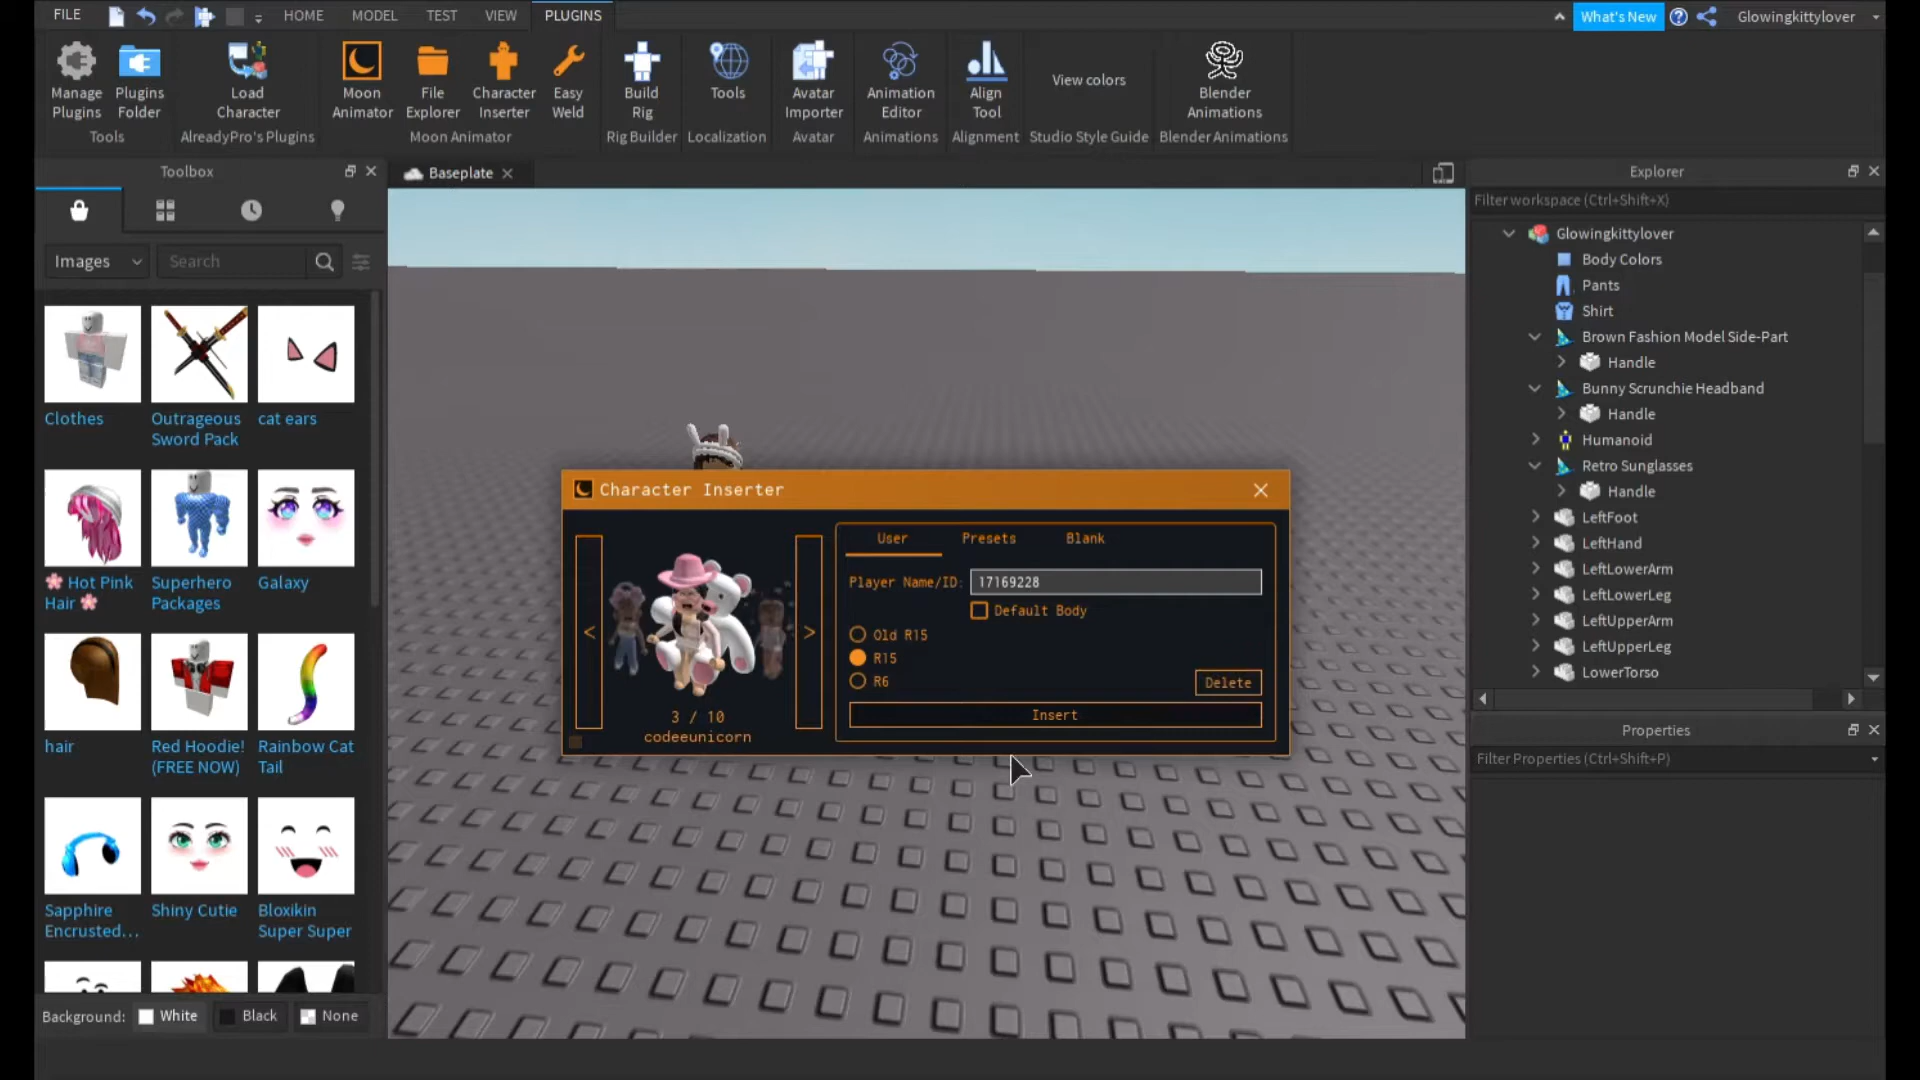 FILE
HOME
MODEL
TEST
VIEW
PLUGINS
What's New
Glowingkittylover
Manage Plugins
Plugins Folder
Load Character
Moon Animator
File Explorer
Character Inserter
Easy Weld
Build Rig
Tools
Avatar Importer
Animation Editor
Align Tool
View colors
Blender Animations
Tools
AlreadyPro's Plugins
Moon Animator
Rig Builder
Localization
Avatar
Animations
Alignment
Studio Style Guide
Blender Animations
Toolbox
Images
Search
Clothes
Outrageous Sword Pack
cat ears
🌸 Hot Pink Hair 🌸
Superhero Packages
Galaxy
hair
Red Hoodie! (FREE NOW)
Rainbow Cat Tail
Sapphire Encrusted...
Shiny Cutie
Bloxikin Super Super
Background:
White
Black
None
Baseplate
Character Inserter
<
>
3 / 10
codeeunicorn
User
Presets
Blank
Player Name/ID:
17169228
Default Body
Old R15
R15
R6
Delete
Insert
Explorer
Filter workspace (Ctrl+Shift+X)
Glowingkittylover
Body Colors
Pants
Shirt
Brown Fashion Model Side-Part
Handle
Bunny Scrunchie Headband
Handle
Humanoid
Retro Sunglasses
Handle
LeftFoot
LeftHand
LeftLowerArm
LeftLowerLeg
LeftUpperArm
LeftUpperLeg
LowerTorso
Properties
Filter Properties (Ctrl+Shift+P)